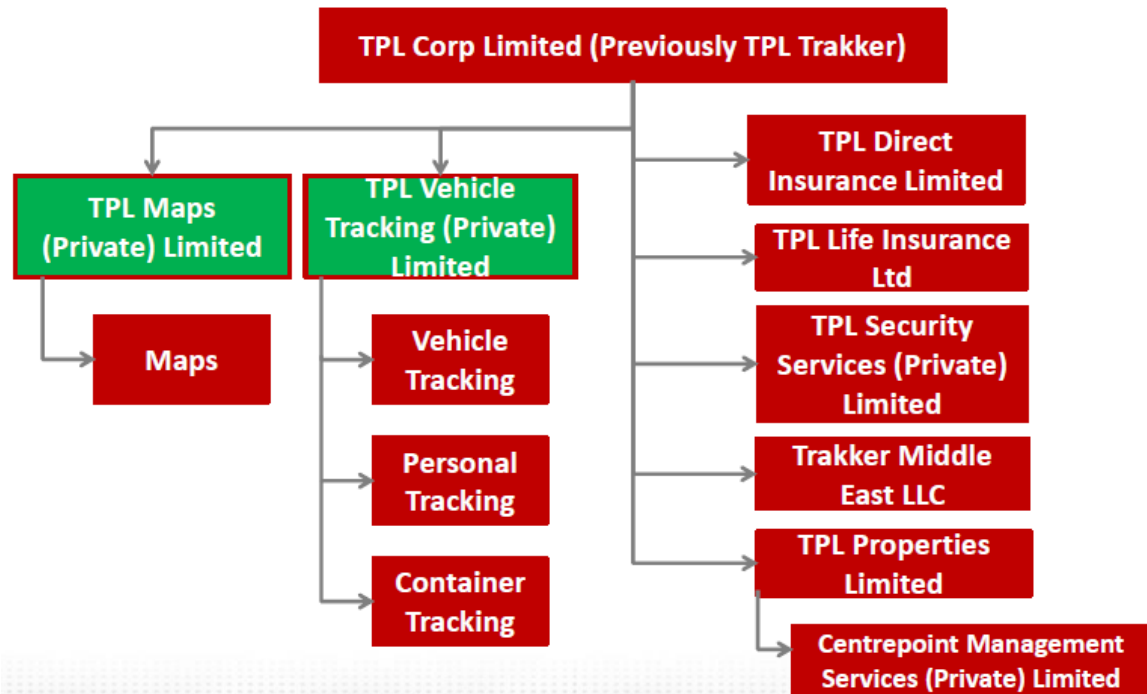 TPL Corp Limited (Previously TPL Trakker)
TPL Maps
(Private) Limited
Maps
TPL Vehicle
Tracking (Private)
Limited
Vehicle
Tracking
Personal
Tracking
Container
Tracking
TPL Direct
Insurance Limited
TPL Life Insurance
Ltd
TPL Security
Services (Private)
Limited
Trakker Middle
East LLC
TPL Properties
Limited
Centrepoint Management
Services (Private) Limited